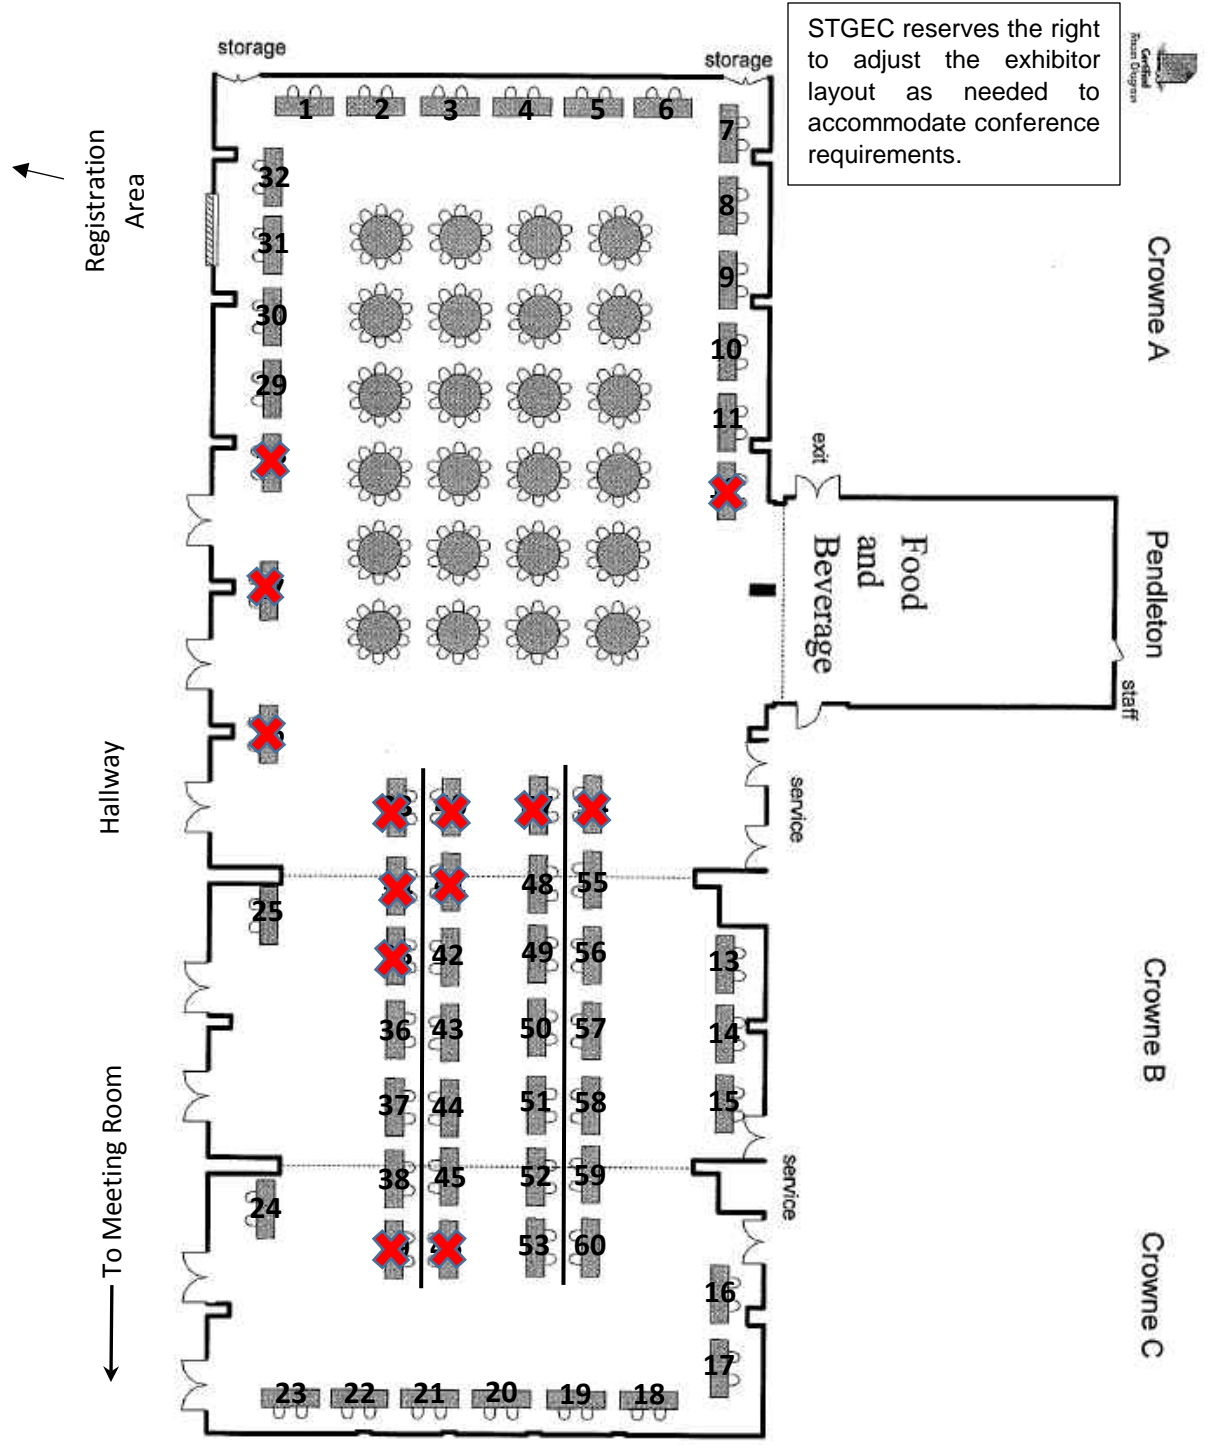 STGEC reserves the right
to adjust the exhibitor
layout as needed to
accommodate conference
requirements.
Certified
Room Diagram
storage
storage
1 2 3 4 5 6
7
32
8
31
9
30
10
29
11
Registration
Area
Crowne A
exit
Food
and
Beverage
Pendleton
staff
Hallway
service
48 55
25
42 49 56
13
36 43 50 57
14
37 44 51 58
15
Crowne B
38 45 52 59
24
service
53 60
16
17
Crowne C
To Meeting Room
23 22 21 20 19 18